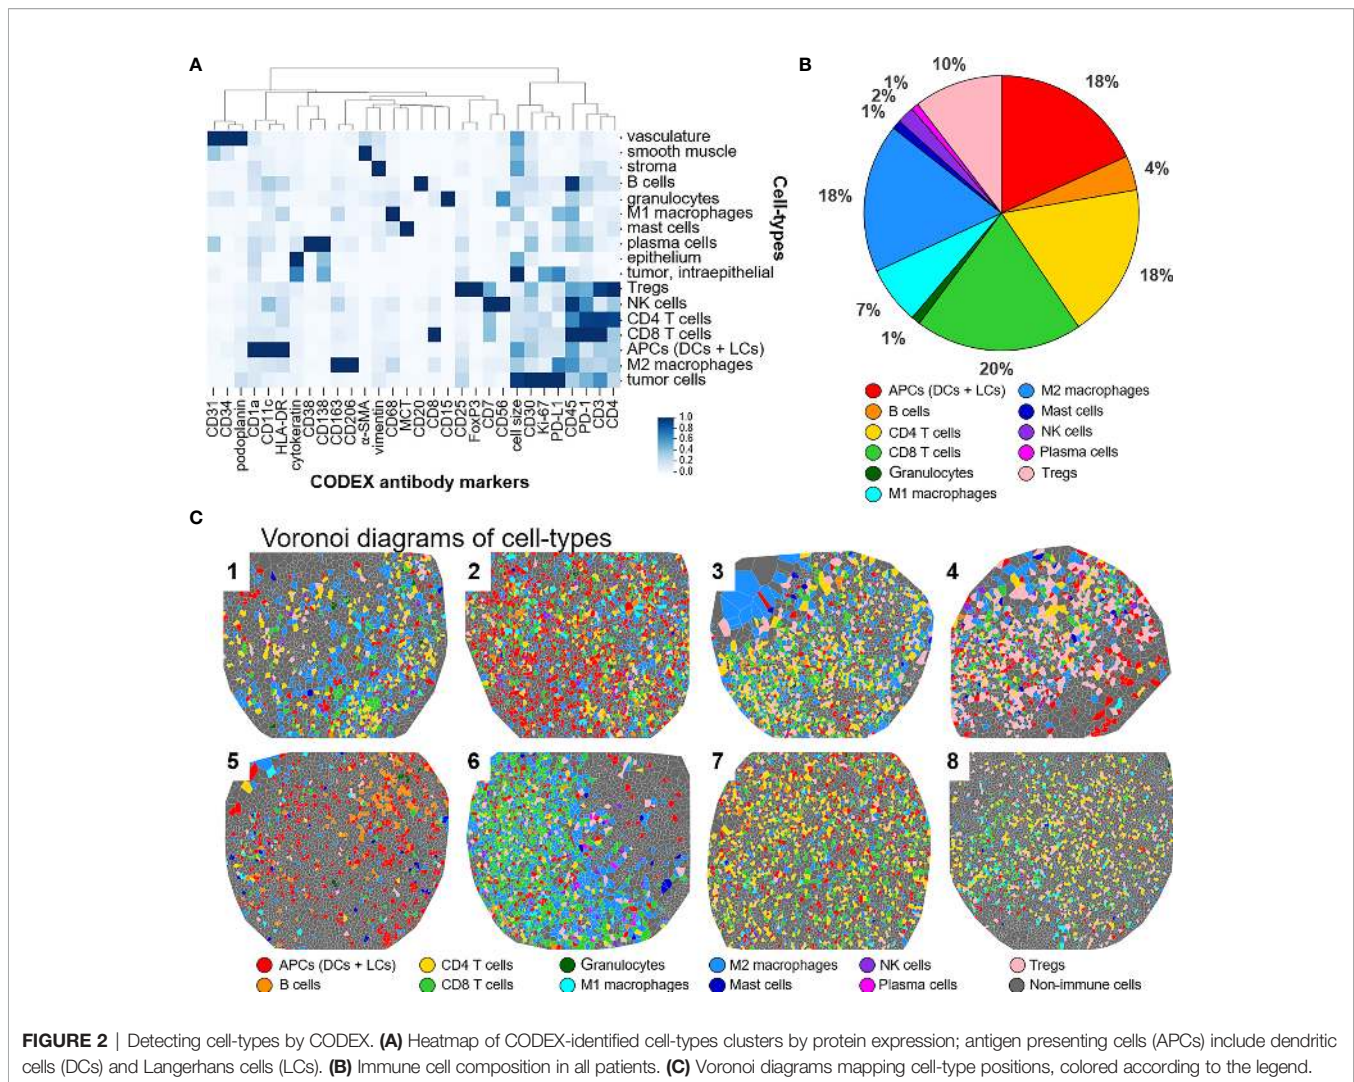 A
vasculature
smooth muscle
stroma
B cells
granulocytes
M1 macrophages
mast cells
plasma cells
epithelium
tumor, intraepithelial
Tregs
NK cells
CD4 T cells
CD8 T cells
APCs (DCs + LCs)
M2 macrophages
tumor cells
Cell-types
CD31
CD34
podoplanin
CD1a
CD11c
HLA-DR
cytokeratin
CD38
CD138
CD163
CD206
α-SMA
vimentin
CD68
MCT
CD20
CD8
CD15
CD25
FoxP3
CD7
CD56
cell size
CD30
Ki-67
PD-L1
CD45
PD-1
CD3
CD4
CODEX antibody markers
1.0
0.8
0.6
0.4
0.2
0.0
B
10%
18%
4%
18%
20%
1%
7%
18%
1%
2%
1%
APCs (DCs + LCs)
B cells
CD4 T cells
CD8 T cells
Granulocytes
M1 macrophages
M2 macrophages
Mast cells
NK cells
Plasma cells
Tregs
C
Voronoi diagrams of cell-types
1
2
3
4
5
6
7
8
APCs (DCs + LCs) CD4 T cells Granulocytes M2 macrophages NK cells Tregs
B cells CD8 T cells M1 macrophages Mast cells Plasma cells Non-immune cells
FIGURE 2 | Detecting cell-types by CODEX. (A) Heatmap of CODEX-identified cell-types clusters by protein expression; antigen presenting cells (APCs) include dendritic
cells (DCs) and Langerhans cells (LCs). (B) Immune cell composition in all patients. (C) Voronoi diagrams mapping cell-type positions, colored according to the legend.